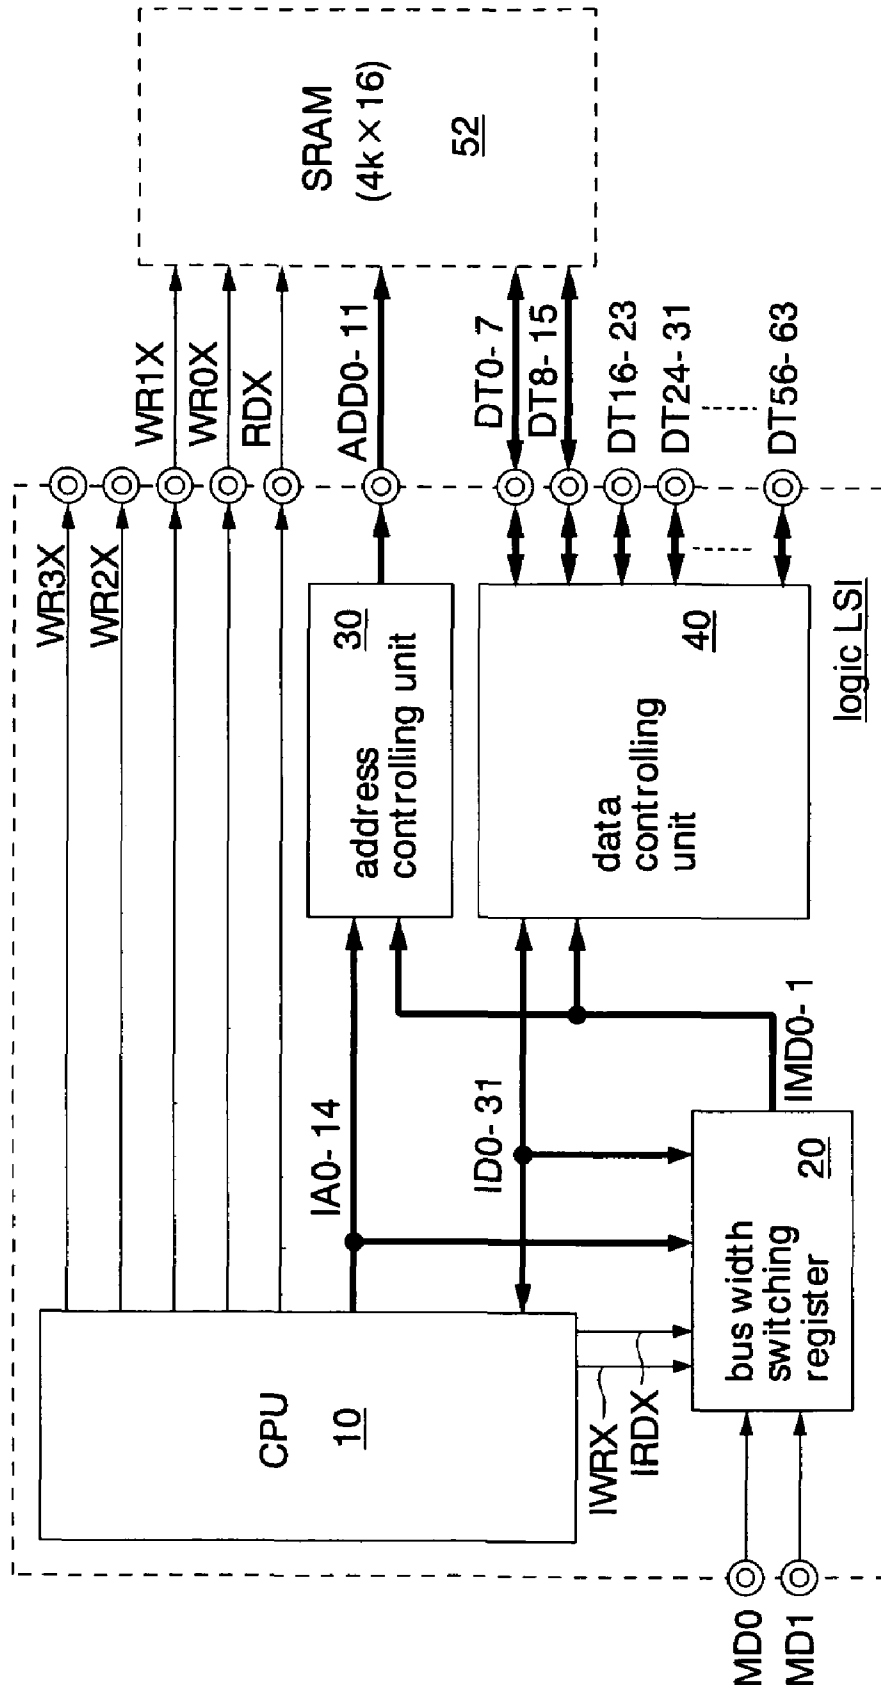 WR3X
WR2X
WR1X
WR0X
RDX
ADD0-11
DT0-7
DT8-15
DT16-23
DT24-31
DT56-63
SRAM
(4k×16)
52
CPU
10
IA0-14
ID0-31
address
controlling unit
30
data
controlling
unit
40
IWRX
IRDX
bus width
switching
register
20
IMD0-1
MD0
MD1
logic LSI